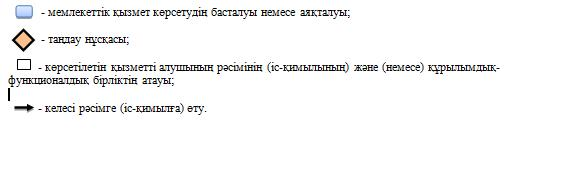 - мемлекеттік қызмет көрсетудің басталуы немесе аяқталуы;
- таңдау нұсқасы;
- көрсетілетін қызметті алушының рәсімінің (іс-қимылының) және (немесе) құрылымдық-
функционалдық бірліктің атауы;
- келесі рәсімге (іс-қимылға) өту.